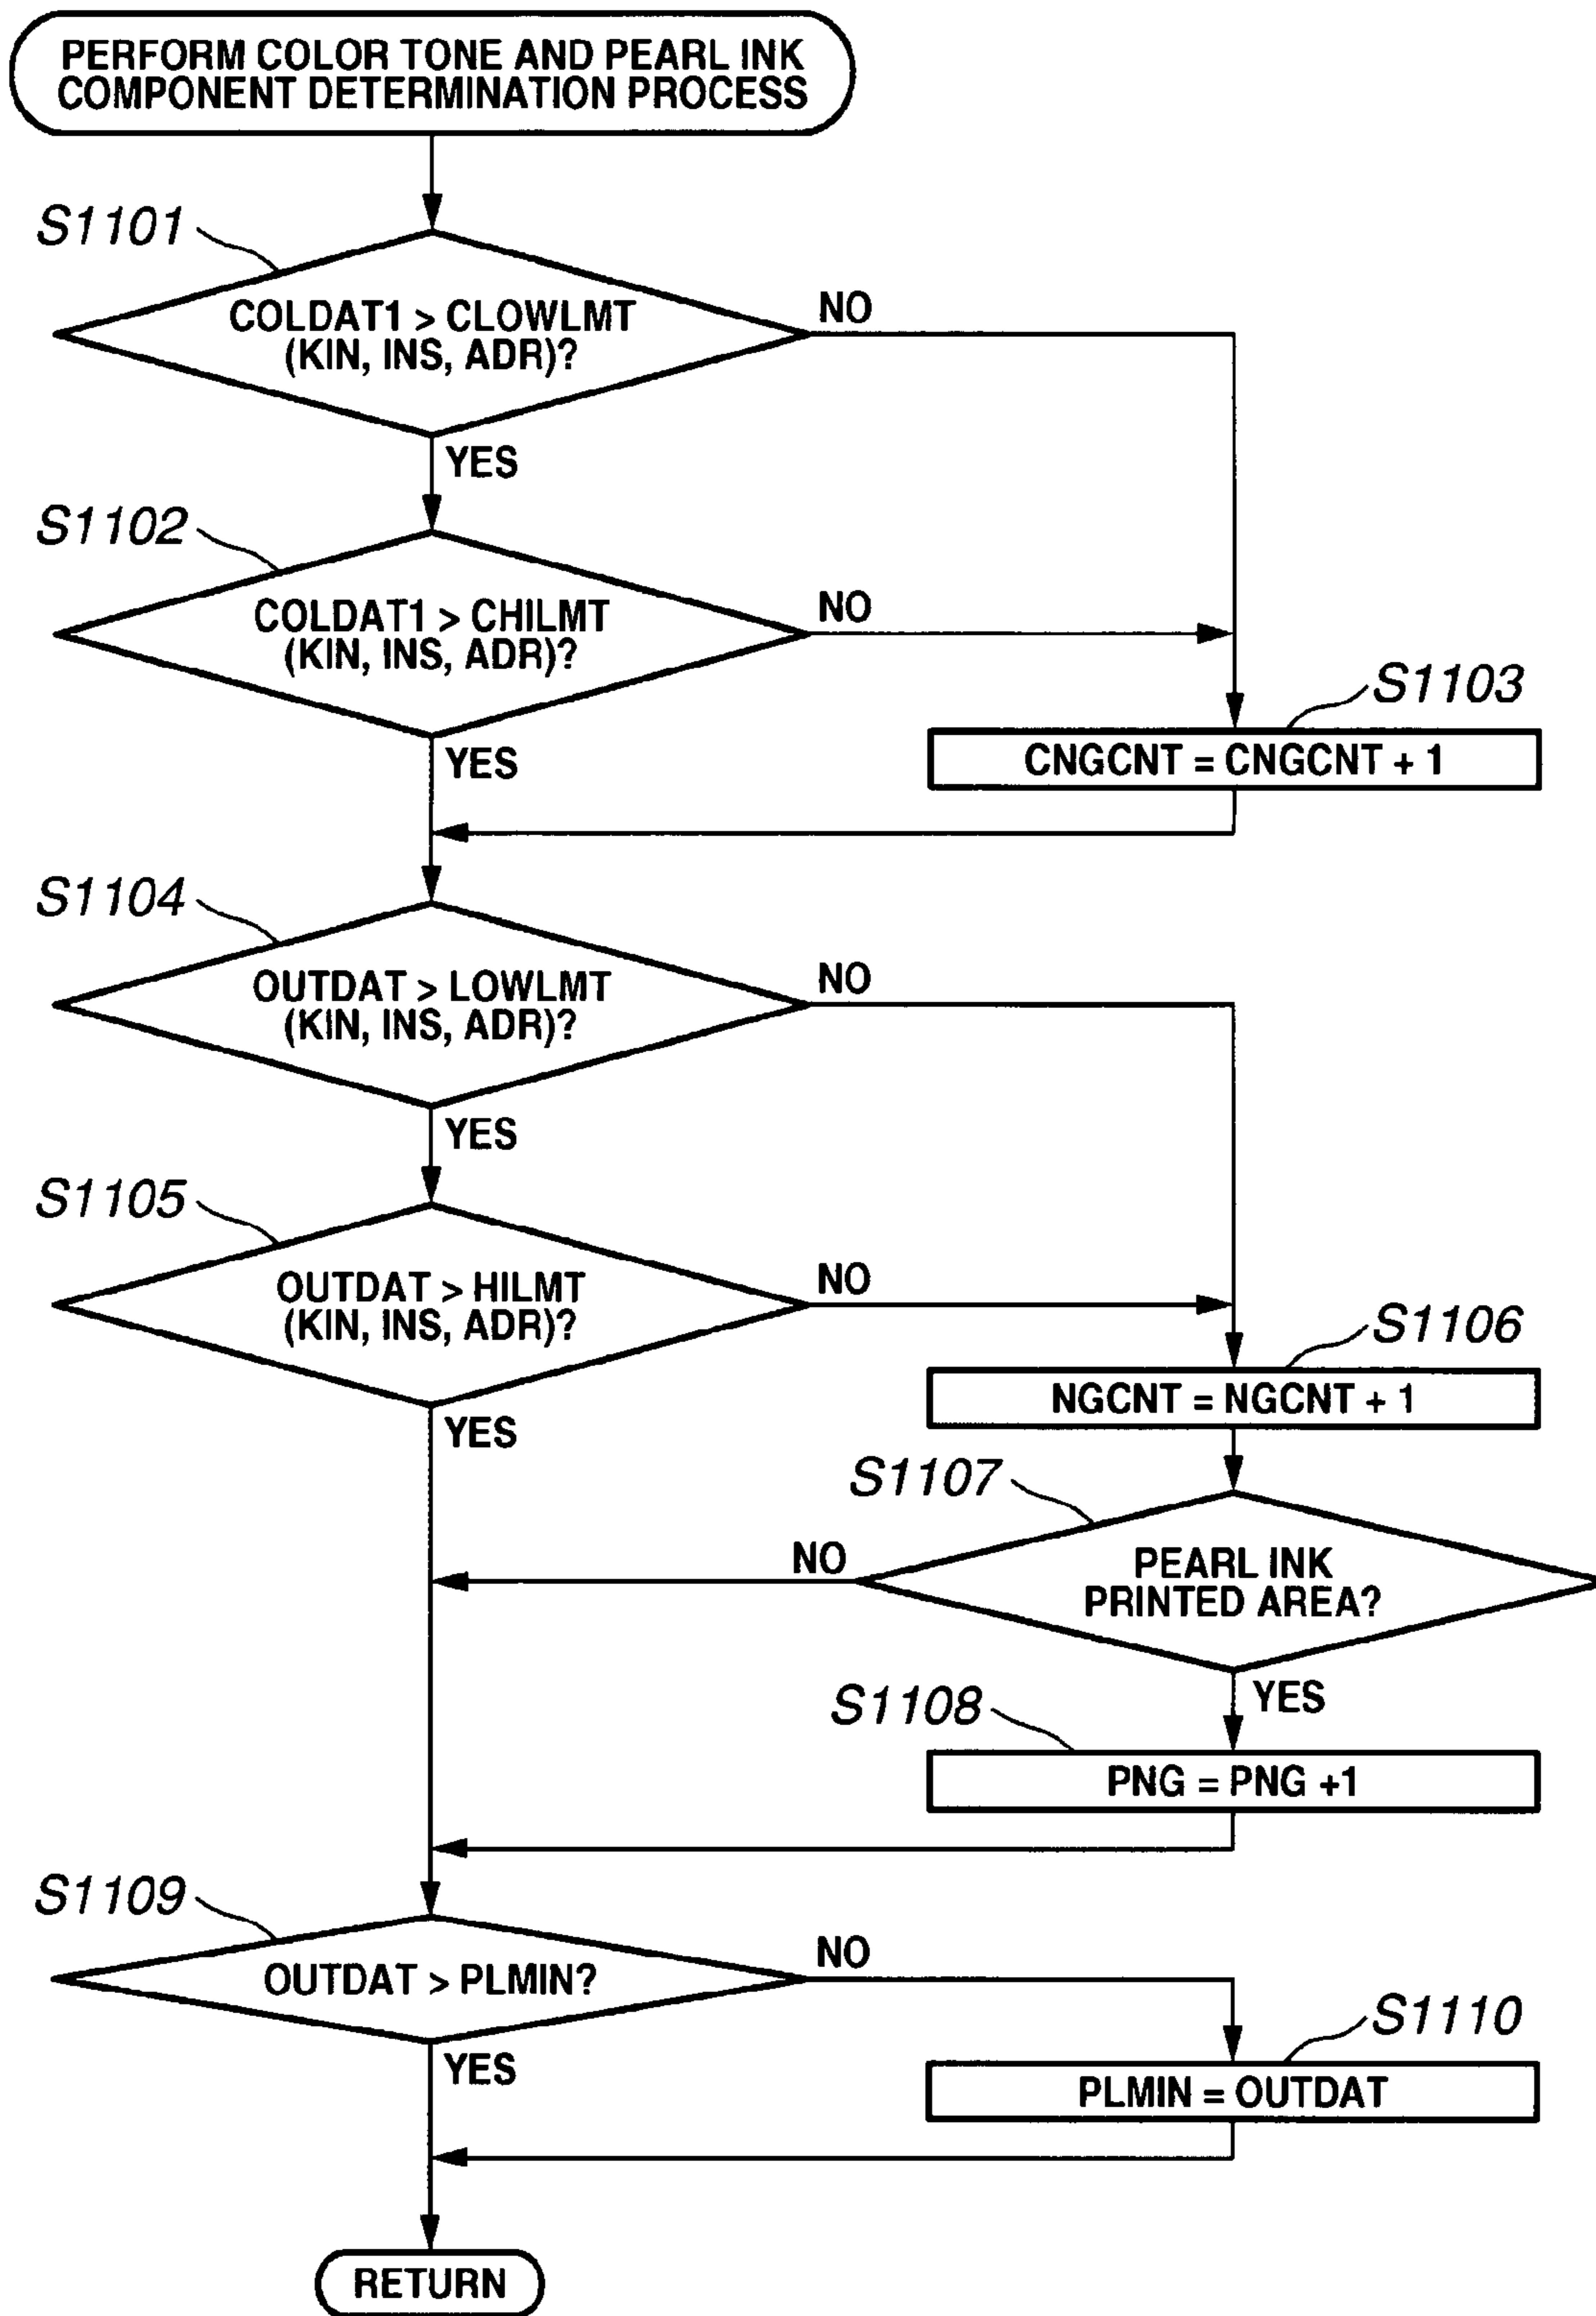 PERFORM COLOR TONE AND PEARL INK
COMPONENT DETERMINATION PROCESS
S1101
COLDAT1 > CLOWLMT
(KIN, INS, ADR)?
NO
YES
S1102
COLDAT1 > CHILMT
(KIN, INS, ADR)?
NO
YES
S1103
CNGCNT = CNGCNT + 1
S1104
OUTDAT > LOWLMT
(KIN, INS, ADR)?
NO
YES
S1105
OUTDAT > HILMT
(KIN, INS, ADR)?
NO
YES
S1106
NGCNT = NGCNT + 1
S1107
PEARL INK
PRINTED AREA?
NO
YES
S1108
PNG = PNG +1
S1109
OUTDAT > PLMIN?
NO
YES
S1110
PLMIN = OUTDAT
RETURN